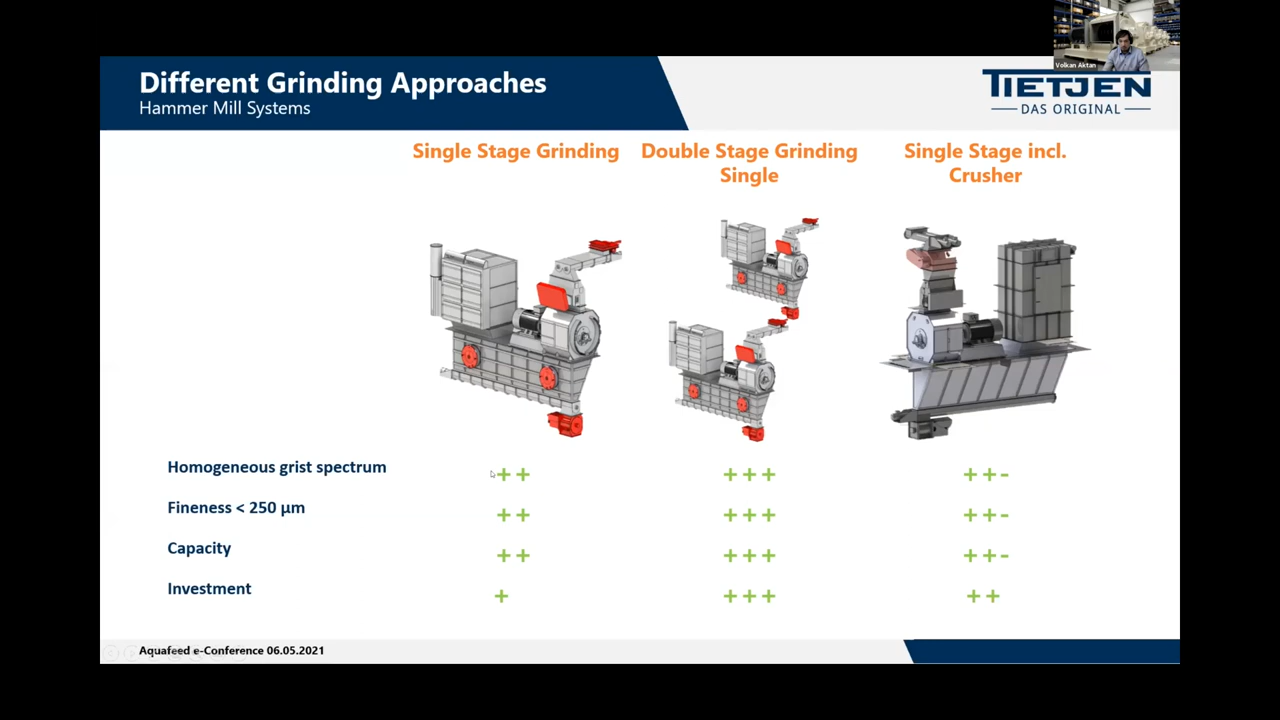 Volkan Aktan
Different Grinding Approaches
Hammer Mill Systems
TIETJEN
DAS ORIGINAL
Single Stage Grinding
Double Stage Grinding
Single
Single Stage incl.
Crusher
Homogeneous grist spectrum ++ +++ ++-
Fineness < 250 µm ++ +++ ++-
Capacity ++ +++ ++-
Investment + +++ ++
Aquafeed e-Conference 06.05.2021